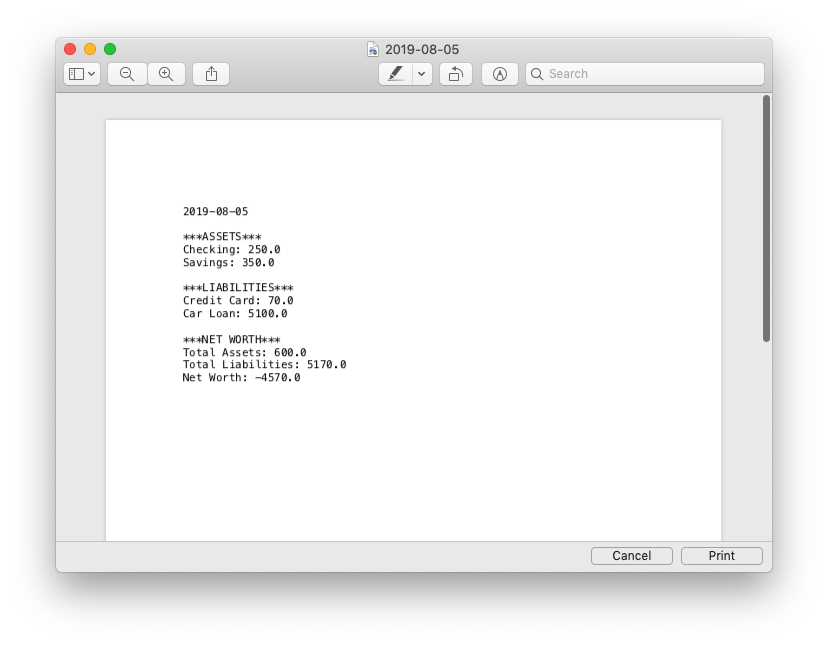 2019-08-05
Search
2019-08-05
***ASSETS***
Checking: 250.0
Savings: 350.0
***LIABILITIES***
Credit Card: 70.0
Car Loan: 5100.0
***NET WORTH***
Total Assets: 600.0
Total Liabilities: 5170.0
Net Worth: -4570.0
Cancel Print